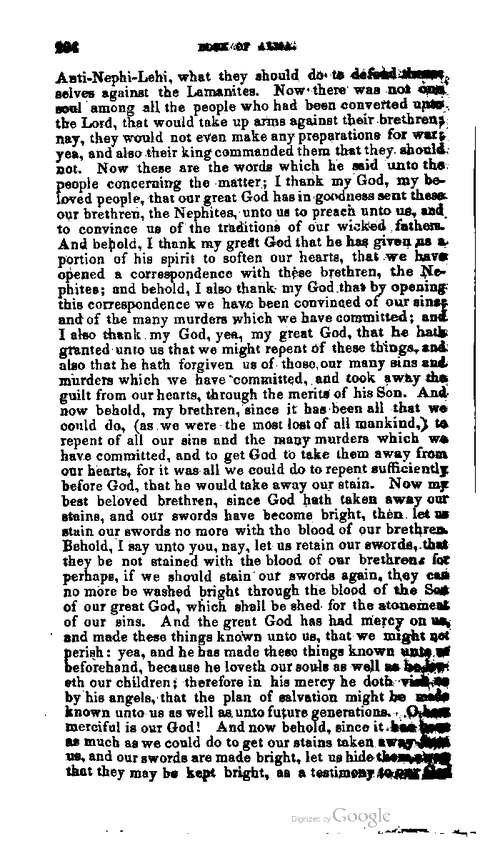 294 BOOK OF ALMA.
Anti-Nephi-Lehi, what they should do to defend them-
selves against the Lamanites. Now there was not one
soul among all the people who had been converted unto
the Lord, that would take up arms against their brethren;
nay, they would not even make any preparations for war;
yea, and also their king commanded them that they should
not. Now these are the words which he said unto the
people concerning the matter; I thank my God, my be-
loved people, that our great God has in goodness sent these
our brethren, the Nephites, unto us to preach unto us, and
to convince us of the traditions of our wicked fathers.
And behold, I thank my great God that he has given us a
portion of his spirit to soften our hearts, that we have
opened a correspondence with these brethren, the Ne-
phites; and behold, I also thank my God that by opening
this correspondence we have been convinced of our sins,
and of the many murders which we have committed; and
I also thank my God, yea, my great God, that he hath
granted unto us that we might repent of these things, and
also that he hath forgiven us of those our many sins and
murders which we have committed, and took away the
guilt from our hearts, through the merits of his Son. And
now behold, my brethren, since it has been all that we
could do, (as we were the most lost of all mankind,) to
repent of all our sins and the many murders which we
have committed, and to get God to take them away from
our hearts, for it was all we could do to repent sufficiently
before God, that he would take away our stain. Now my
best beloved brethren, since God hath taken away our
stains, and our swords have become bright, then let us
stain our swords no more with the blood of our brethren.
Behold, I say unto you, nay, let us retain our swords, that
they be not stained with the blood of our brethren: for
perhaps, if we should stain our swords again, they can
no more be washed bright through the blood of the Son
of our great God, which shall be shed for the atonement
of our sins. And the great God has had mercy on us,
and made these things known unto us, that we might not
perish: yea, and he has made these things known unto us
beforehand, because he loveth our souls as well as he lov-
eth our children; therefore in his mercy he doth visit us
by his angels, that the plan of salvation might be made
known unto us as well as unto future generations. O how
merciful is our God! And now behold, since it has been
as much as we could do to get our stains taken away from
us, and our swords are made bright, let us hide them away
that they may be kept bright, as a testimony to our God
Digitized by Google